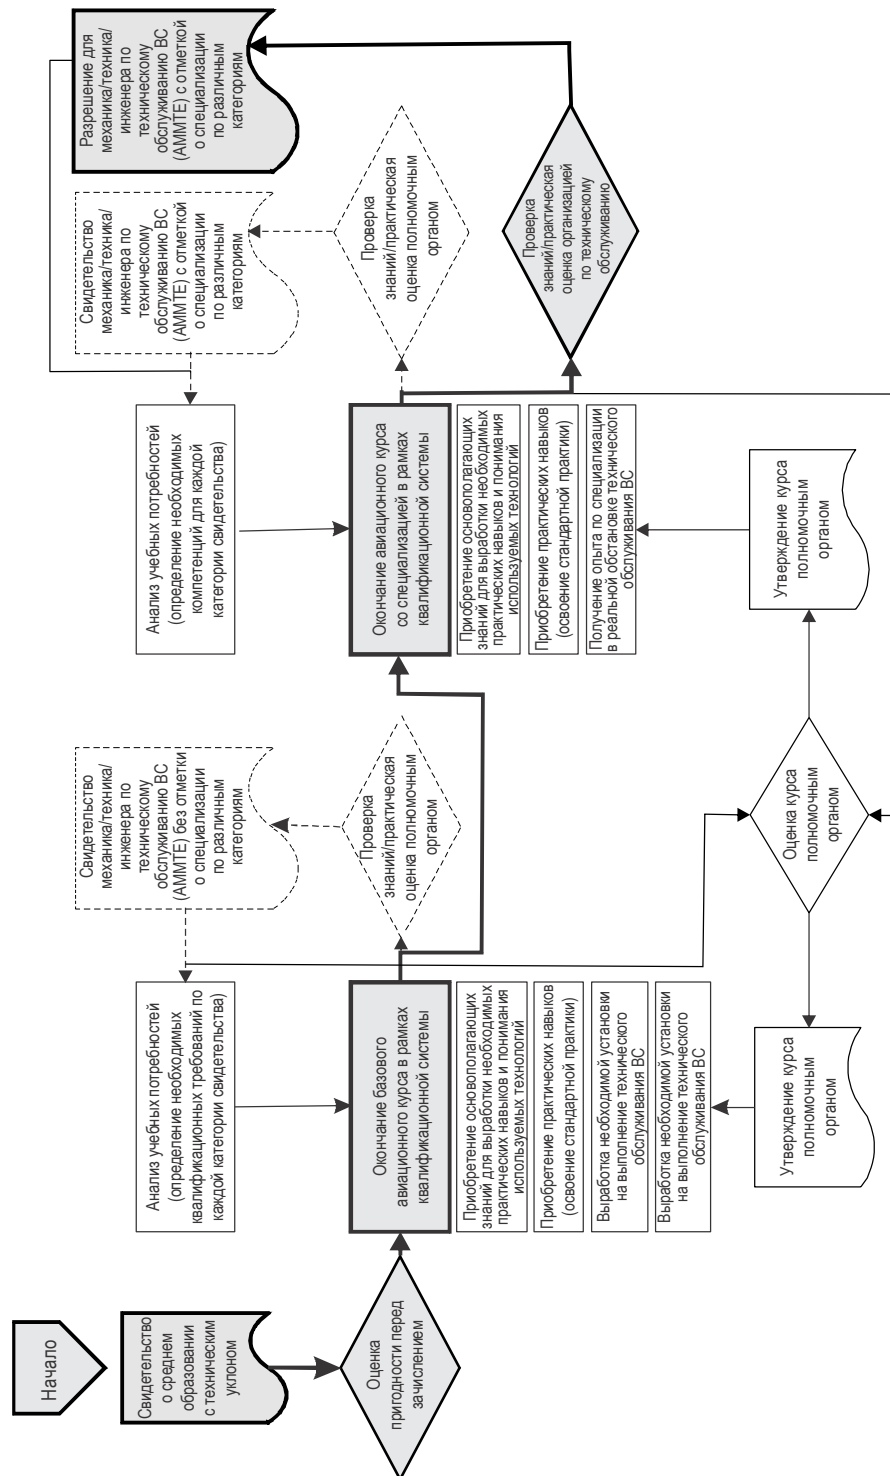 Начало
Свидетельство
о среднем
образовании
с техническим
уклоном
Оценка
пригодности перед
зачислением
Анализ учебных потребностей
(определение необходимых
квалификационных требований по
каждой категории свидетельства)
Окончание базового
авиационного курса в рамках
квалификационной системы
Приобретение основополагающих
знаний для выработки необходимых
практических навыков и понимания
используемых технологий
Приобретение практических навыков
(освоение стандартной практики)
Выработка необходимой установки
на выполнение технического
обслуживания ВС
Выработка необходимой установки
на выполнение технического
обслуживания ВС
Утверждение курса
полномочным
органом
Свидетельство
механика/техника/
инженера по
техническому
обслуживанию ВС
(AMMTE) без отметки
о специализации
по различным
категориям
Проверка
знаний/практическая
оценка полномочным
органом
Оценка курса
полномочным
органом
Анализ учебных потребностей
(определение необходимых
компетенций для каждой
категории свидетельства)
Окончание авиационного курса
со специализацией в рамках
квалификационной системы
Приобретение основополагающих
знаний для выработки необходимых
практических навыков и понимания
используемых технологий
Приобретение практических навыков
(освоение стандартной практики)
Получение опыта по специализации
в реальной обстановке технического
обслуживания ВС
Утверждение курса
полномочным
органом
Свидетельство
механика/техника/
инженера по
техническому
обслуживанию ВС
(AMMTE) с отметкой
о специализации
по различным
категориям
Проверка
знаний/практическая
оценка полномочным
органом
Разрешение для
механика/техника/
инженера по
техническому
обслуживанию ВС
(AMMTE) с отметкой
о специализации
по различным
категориям
Проверка
знаний/практическая
оценка организацией
по техническому
обслуживанию